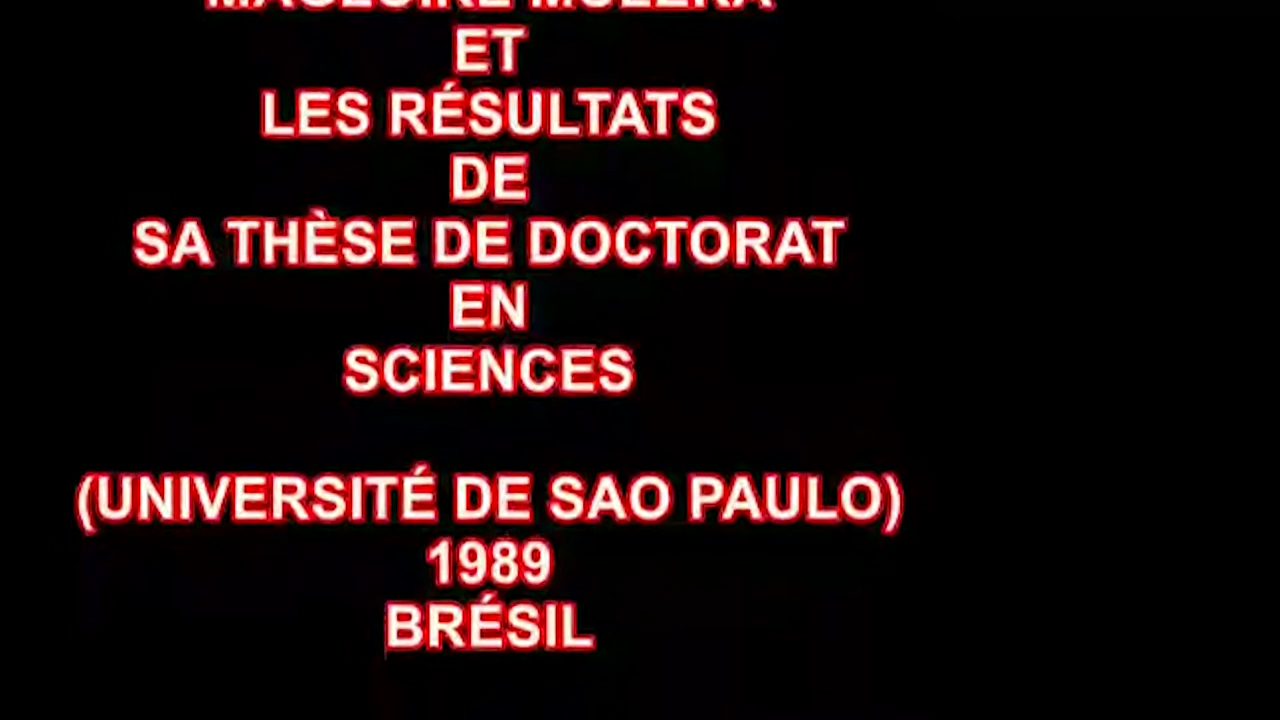 ET
LES RÉSULTATS
DE
SA THÈSE DE DOCTORAT
EN
SCIENCES
(UNIVERSITÉ DE SAO PAULO)
1989
BRÉSIL